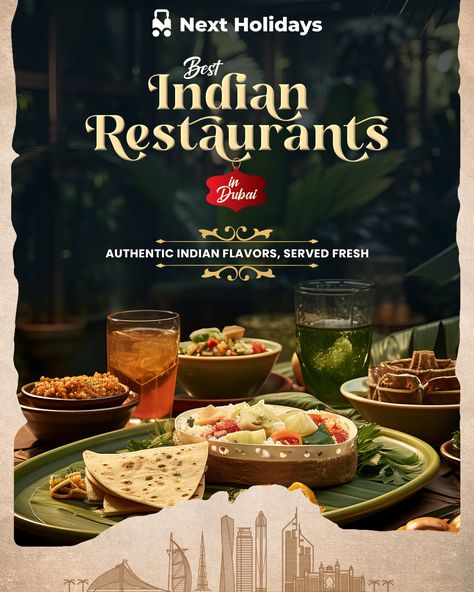 Next Holidays
Best
Indian
Restaurants
in
Dubai
AUTHENTIC INDIAN FLAVORS, SERVED FRESH